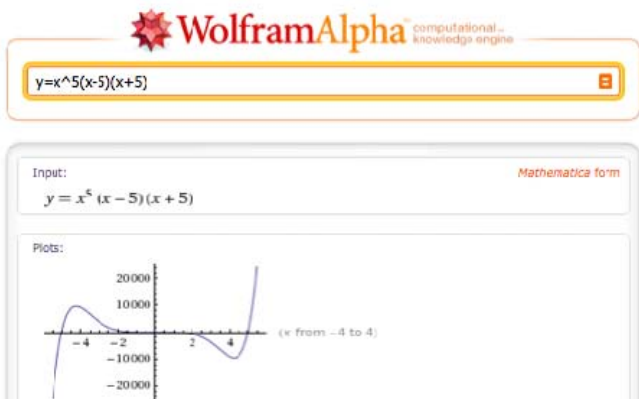 WolframAlpha computational... knowledge engine
y=x^5(x-5)(x+5)
Input:
Mathematica form
y = x⁵ (x − 5)(x + 5)
Plots:
20000
10000
−4 −2 2 4
(x from −4 to 4)
−10000
−20000